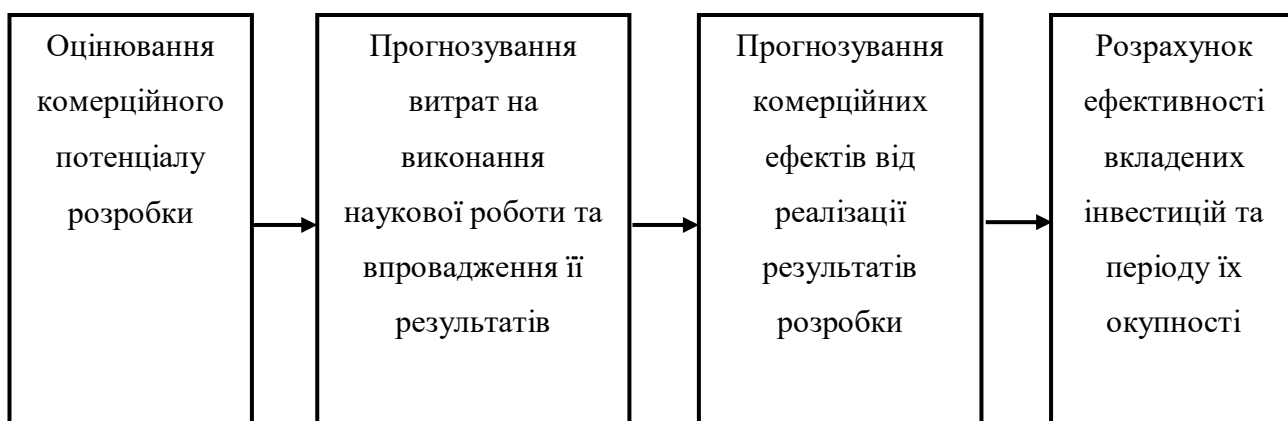 Оцінювання
комерційного
потенціалу
розробки
Прогнозування
витрат на
виконання
наукової роботи та
впровадження її
результатів
Прогнозування
комерційних
ефектів від
реалізації
результатів
розробки
Розрахунок
ефективності
вкладених
інвестицій та
періоду їх
окупності